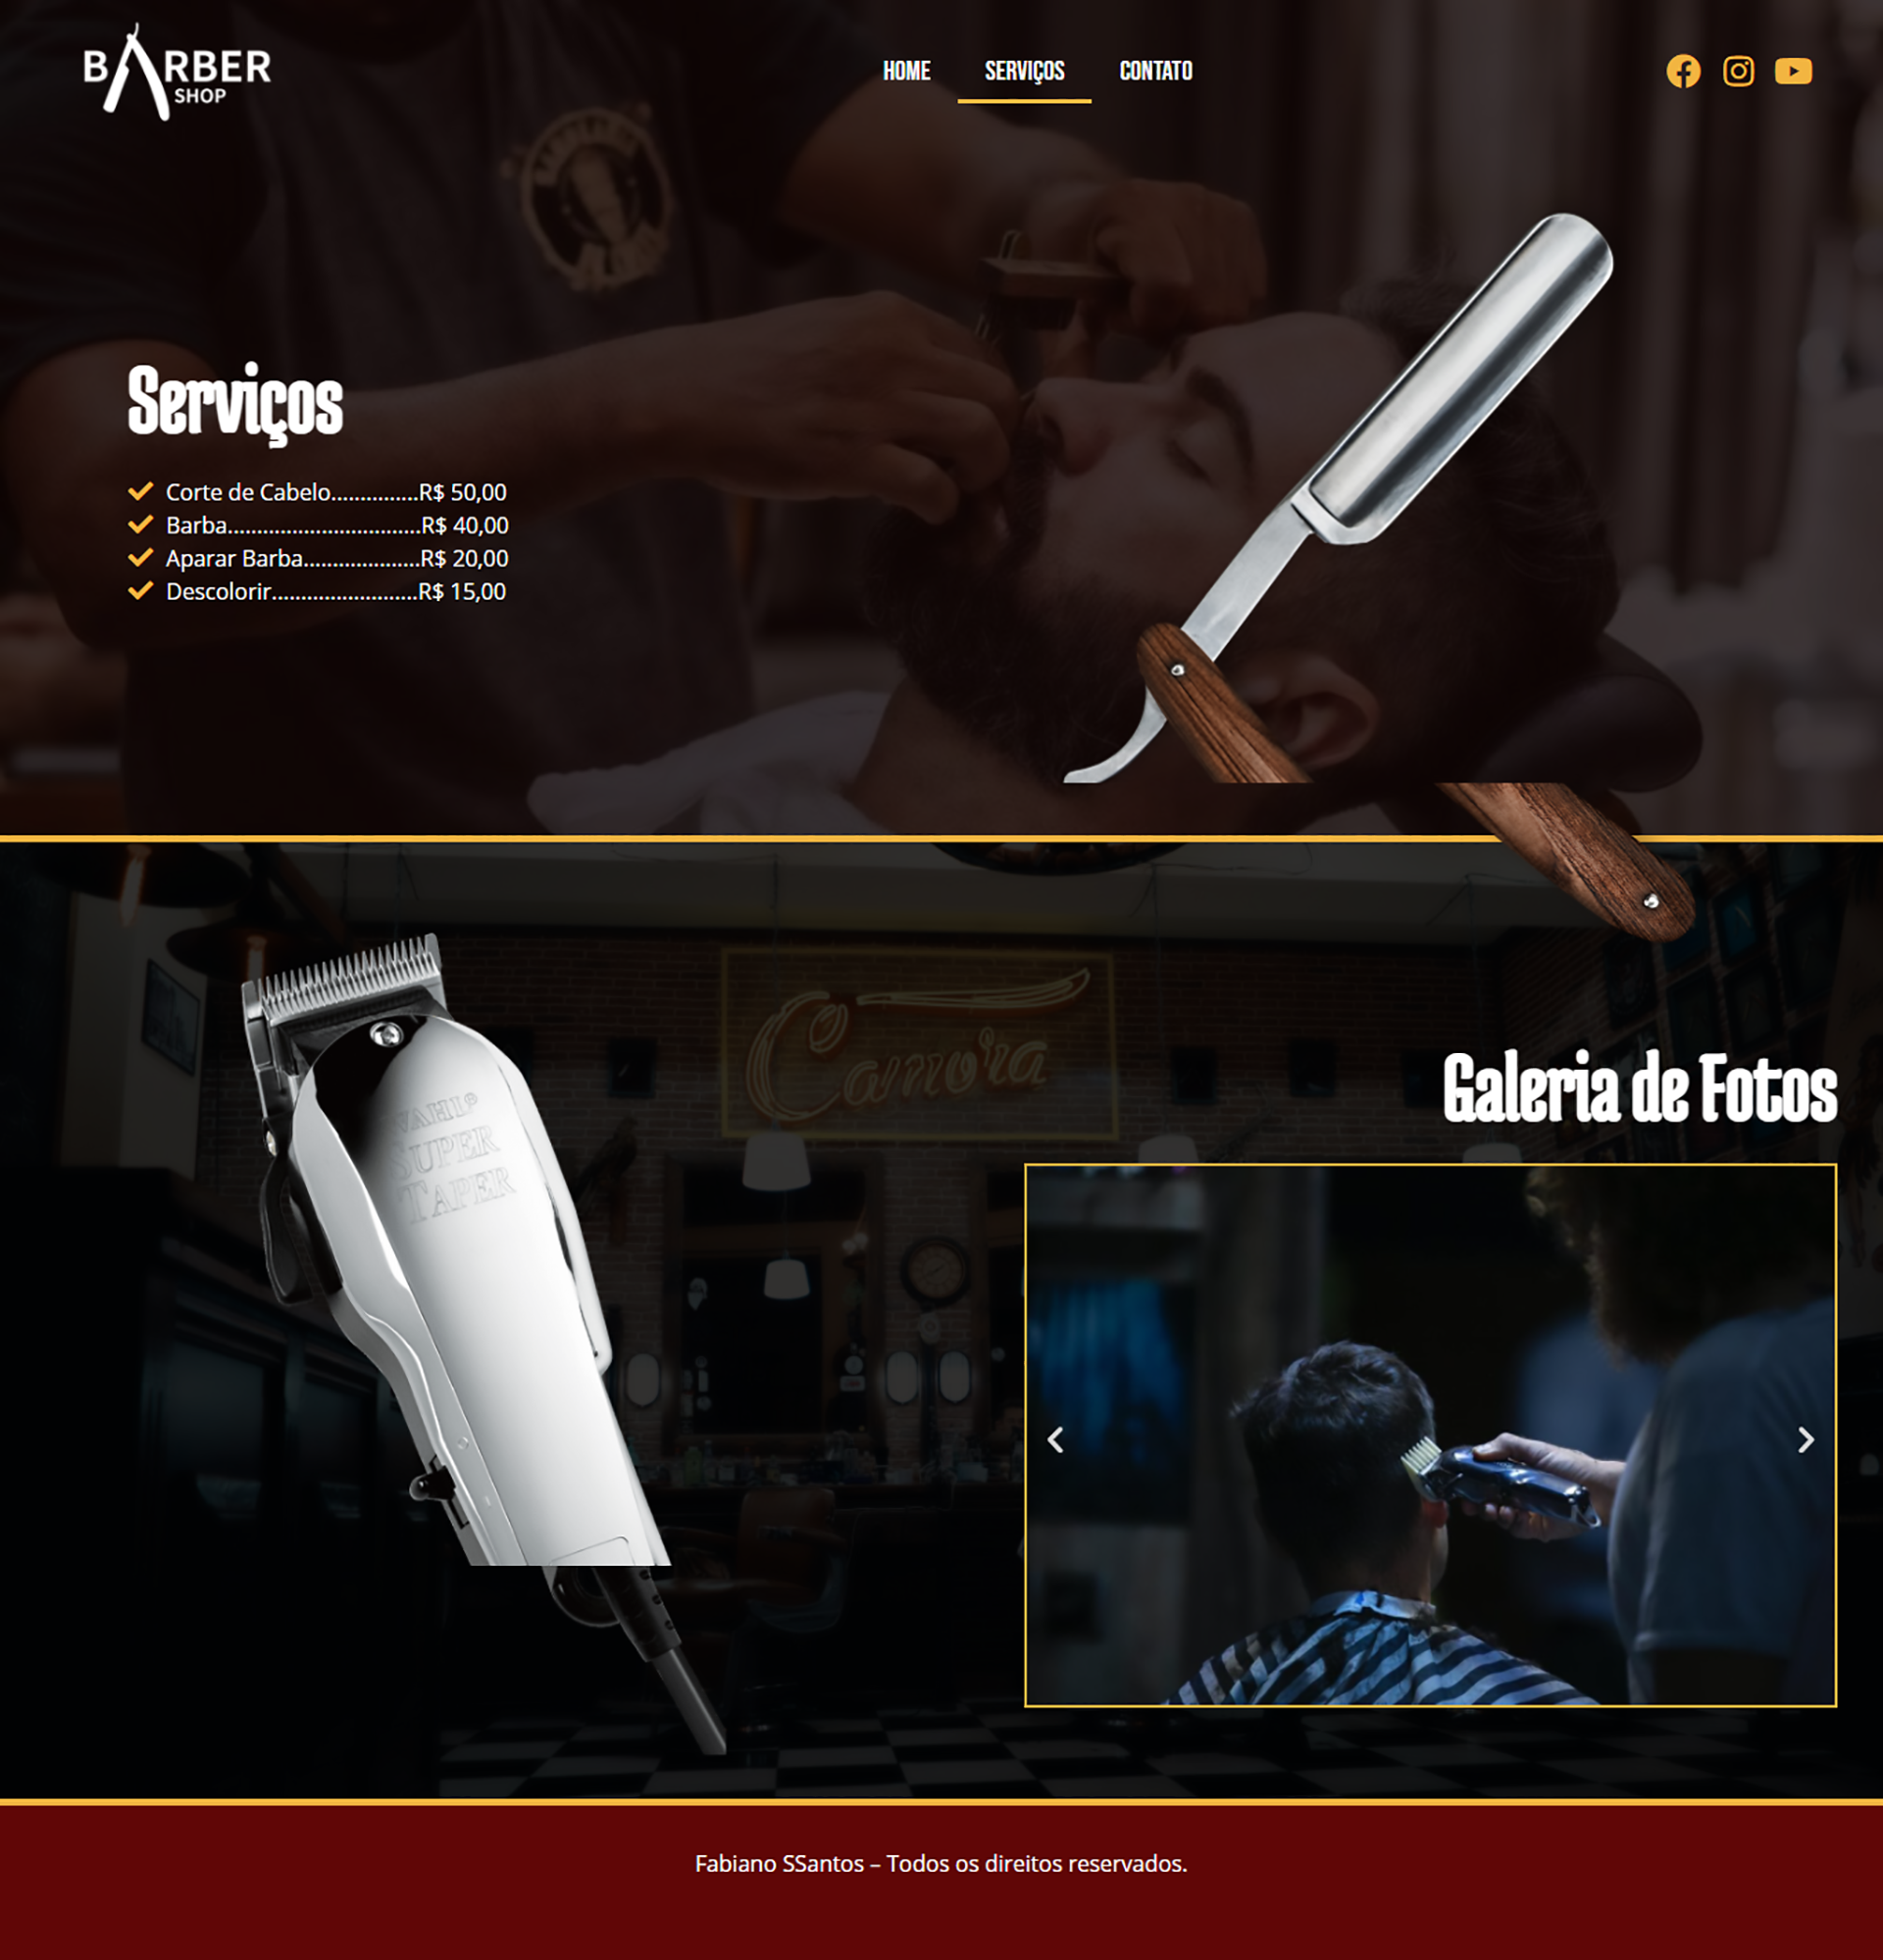 BARBER
SHOP
HOME SERVIÇOS CONTATO
Serviços
Corte de Cabelo...............R$ 50,00
Barba.................................R$ 40,00
Aparar Barba....................R$ 20,00
Descolorir.........................R$ 15,00
WAHL®
SUPER
TAPER
Galeria de Fotos
Fabiano SSantos – Todos os direitos reservados.